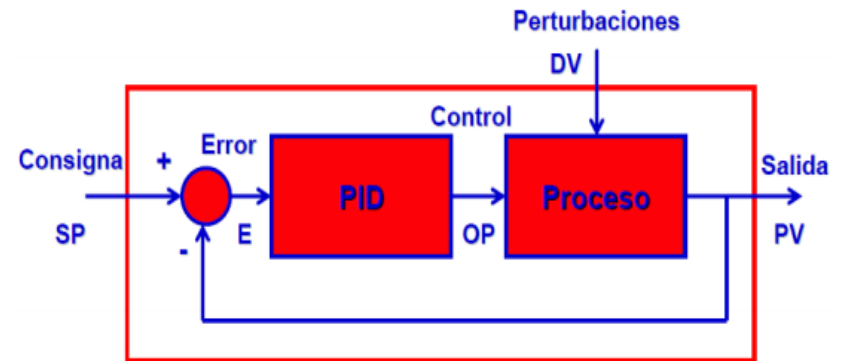 Perturbaciones
DV
Control
Error
Consigna
+
Salida
PID
Proceso
SP
-
E
OP
PV